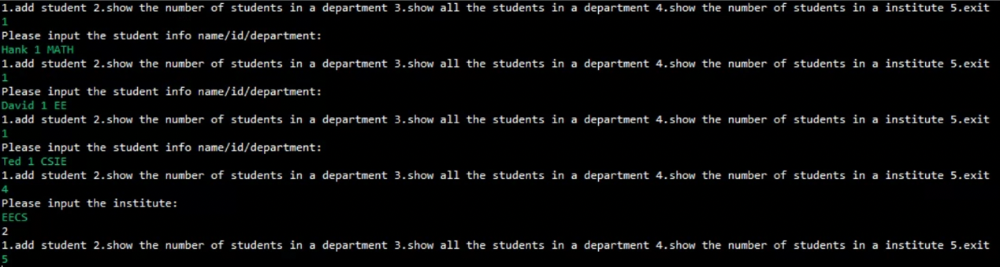 1.add student 2.show the number of students in a department 3.show all the students in a department 4.show the number of students in a institute 5.exit
1
Please input the student info name/id/department:
Hank 1 MATH
1.add student 2.show the number of students in a department 3.show all the students in a department 4.show the number of students in a institute 5.exit
1
Please input the student info name/id/department:
David 1 EE
1.add student 2.show the number of students in a department 3.show all the students in a department 4.show the number of students in a institute 5.exit
1
Please input the student info name/id/department:
Ted 1 CSIE
1.add student 2.show the number of students in a department 3.show all the students in a department 4.show the number of students in a institute 5.exit
4
Please input the institute:
EECS
2
1.add student 2.show the number of students in a department 3.show all the students in a department 4.show the number of students in a institute 5.exit
5